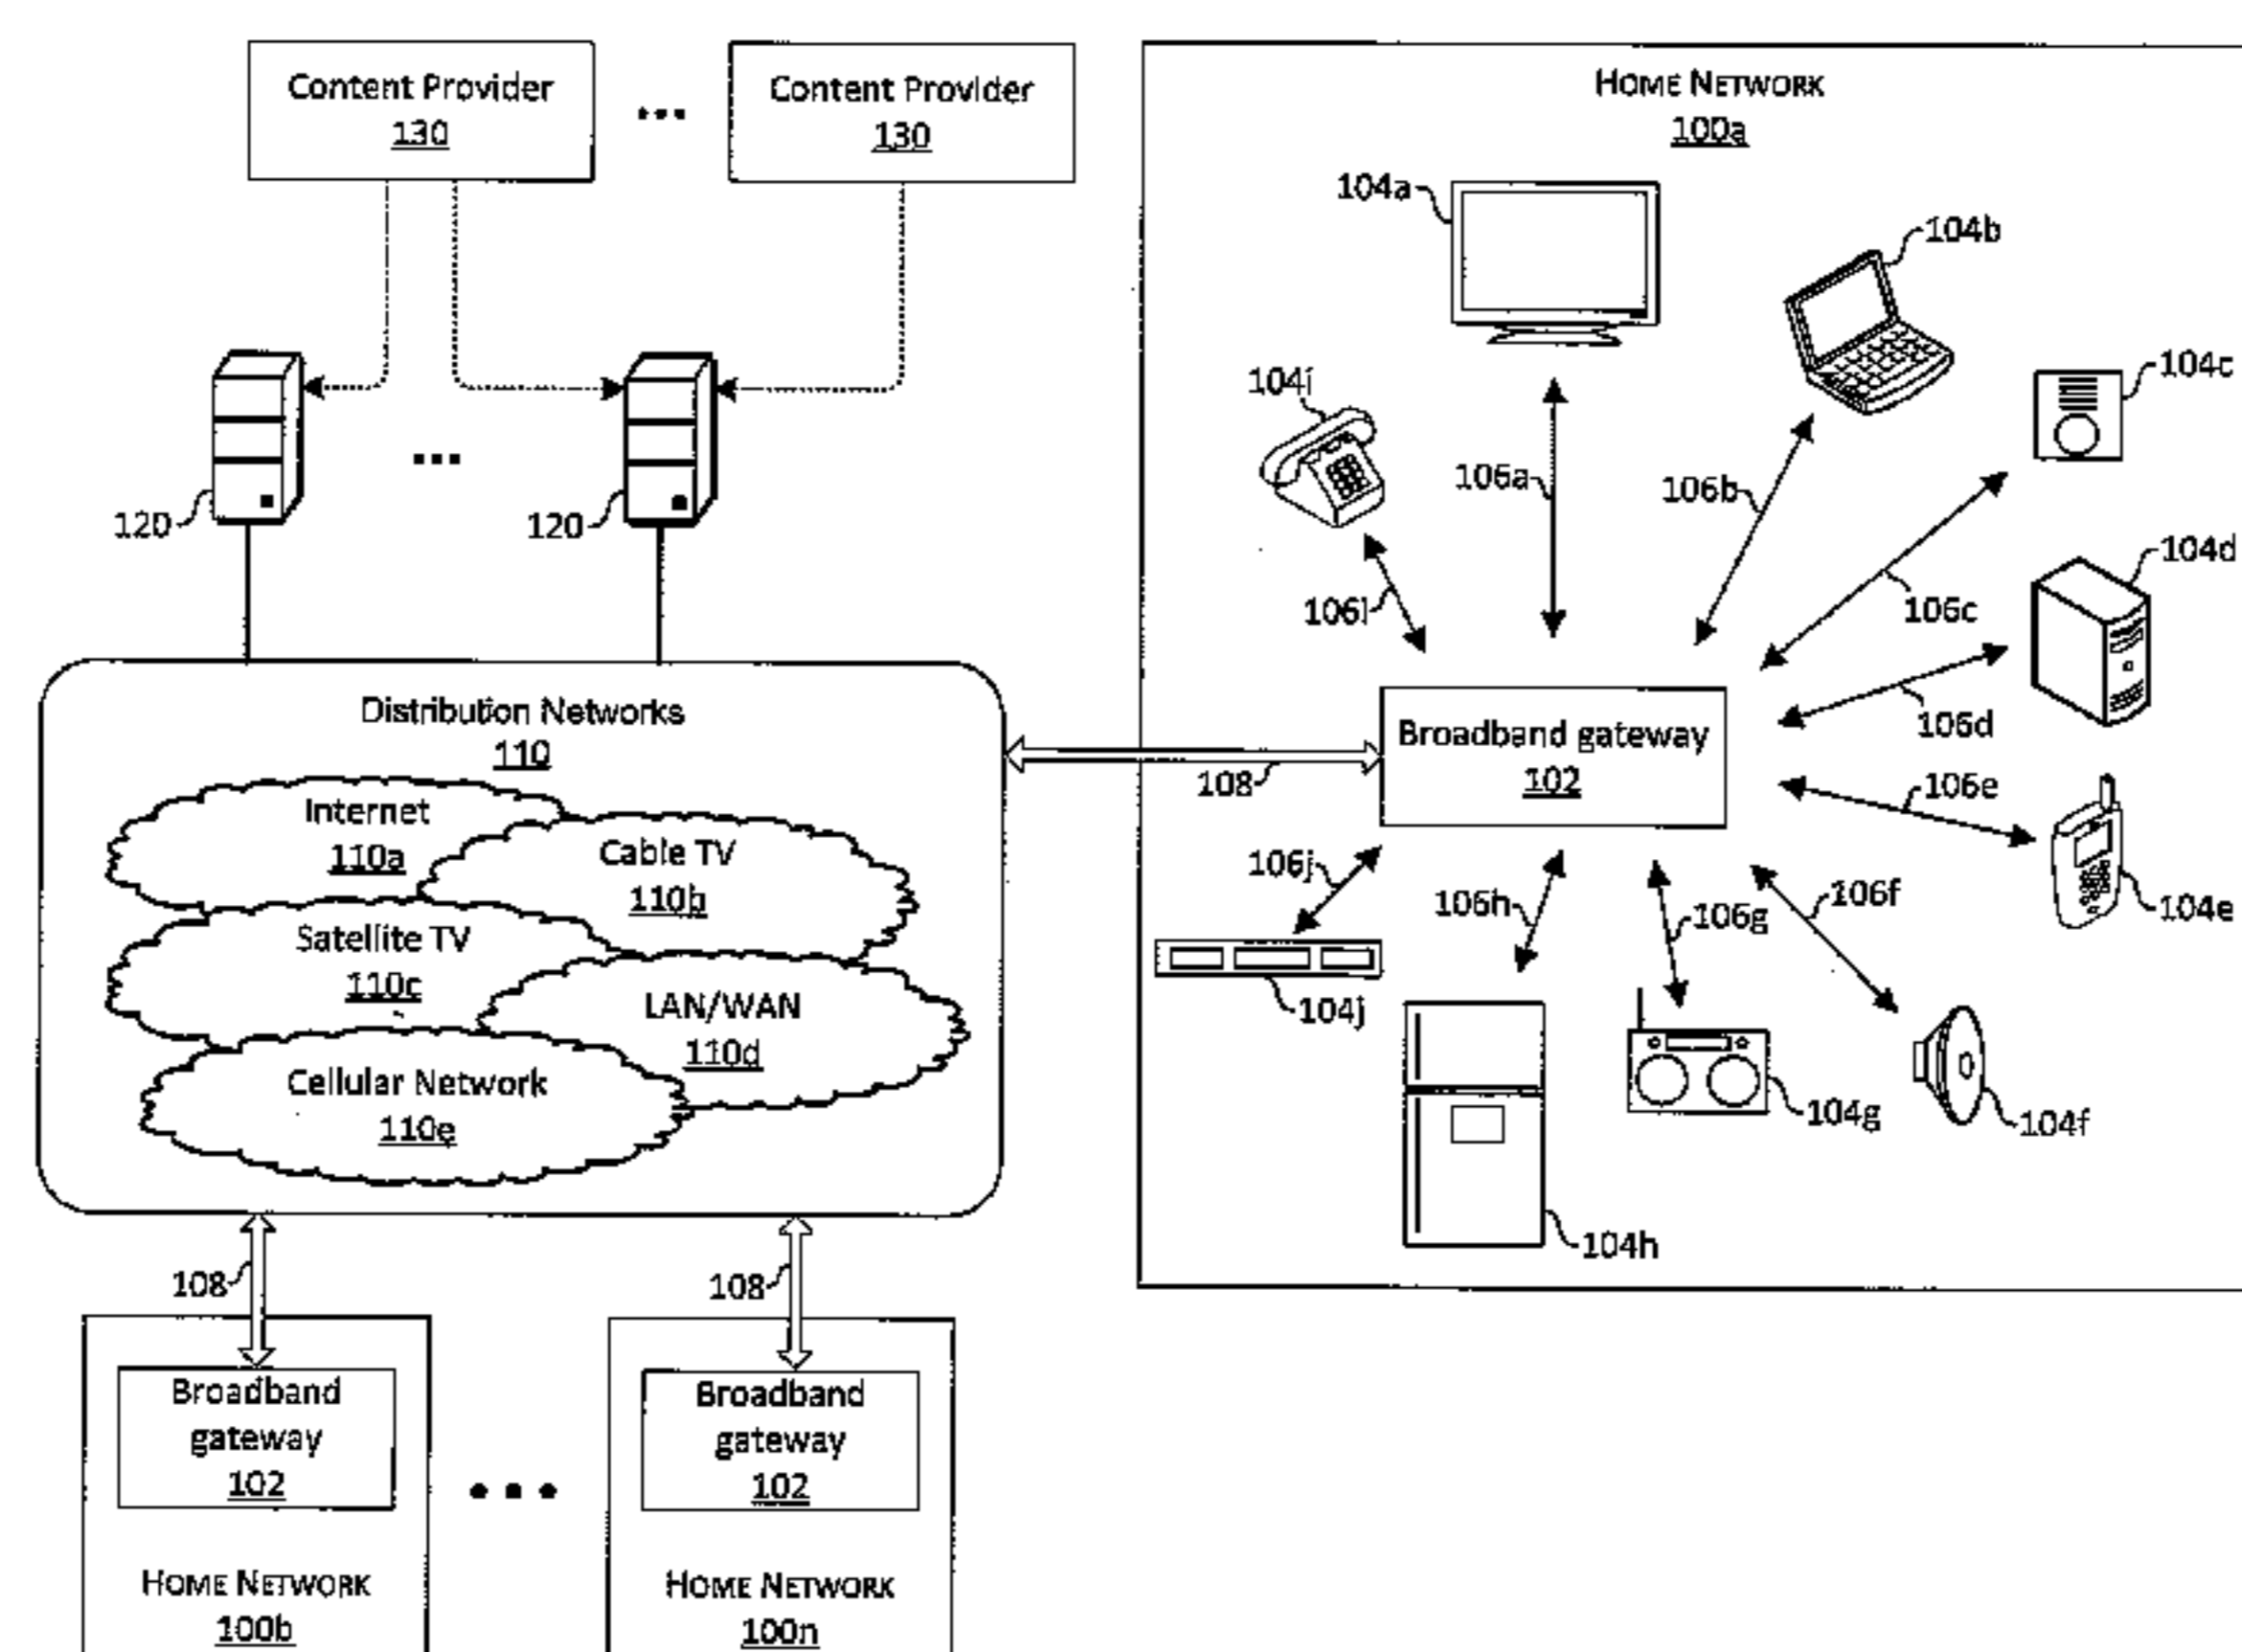 Content Provider
130
...
Content Provider
130
120
...
120
Distribution Networks
110
Internet
110a
Cable TV
110b
Satellite TV
110c
LAN/WAN
110d
Cellular Network
110e
108
108
Broadband
gateway
102
HOME NETWORK
100b
...
Broadband
gateway
102
HOME NETWORK
100n
HOME NETWORK
100a
104a
104b
104c
104i
106a
106b
104d
106i
106c
Broadband gateway
102
106d
108
106e
106j
106h
106g
106f
104e
104j
104g
104f
104h